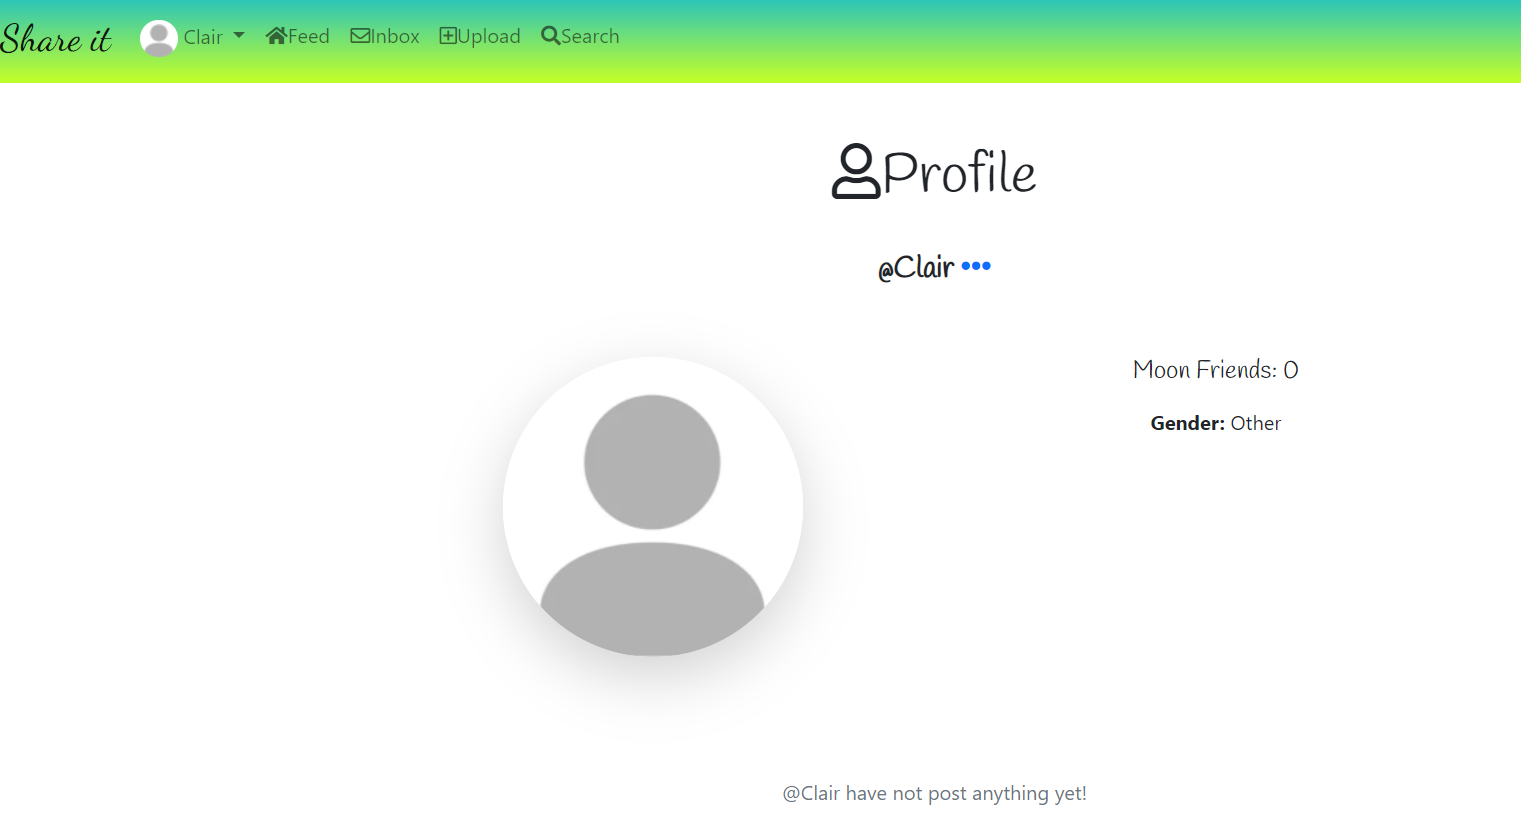 Share it Clair Feed Inbox Upload Search
Profile
@Clair •••
Moon Friends: 0
Gender: Other
@Clair have not post anything yet!